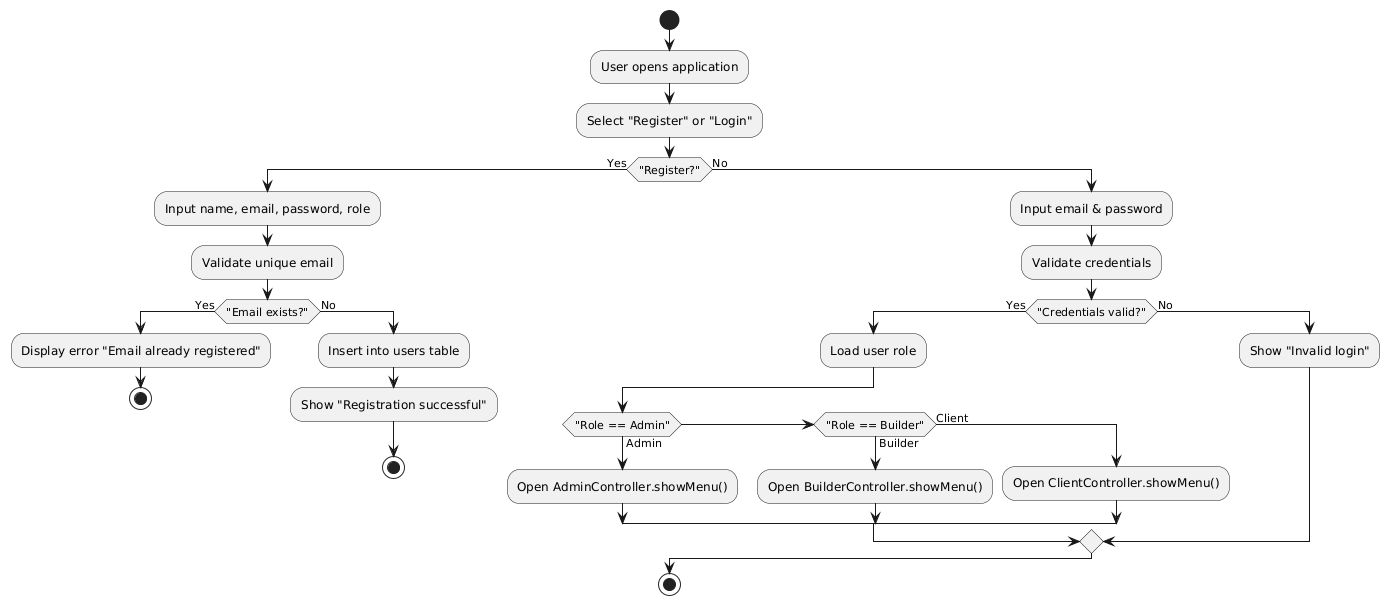 User opens application
Select "Register" or "Login"
Yes
"Register?"
No
Input name, email, password, role
Input email & password
Validate unique email
Validate credentials
Yes
"Email exists?"
No
Yes
"Credentials valid?"
No
Display error "Email already registered"
Insert into users table
Load user role
Show "Invalid login"
Show "Registration successful"
"Role == Admin"
"Role == Builder"
Client
Admin
Builder
Open AdminController.showMenu()
Open BuilderController.showMenu()
Open ClientController.showMenu()